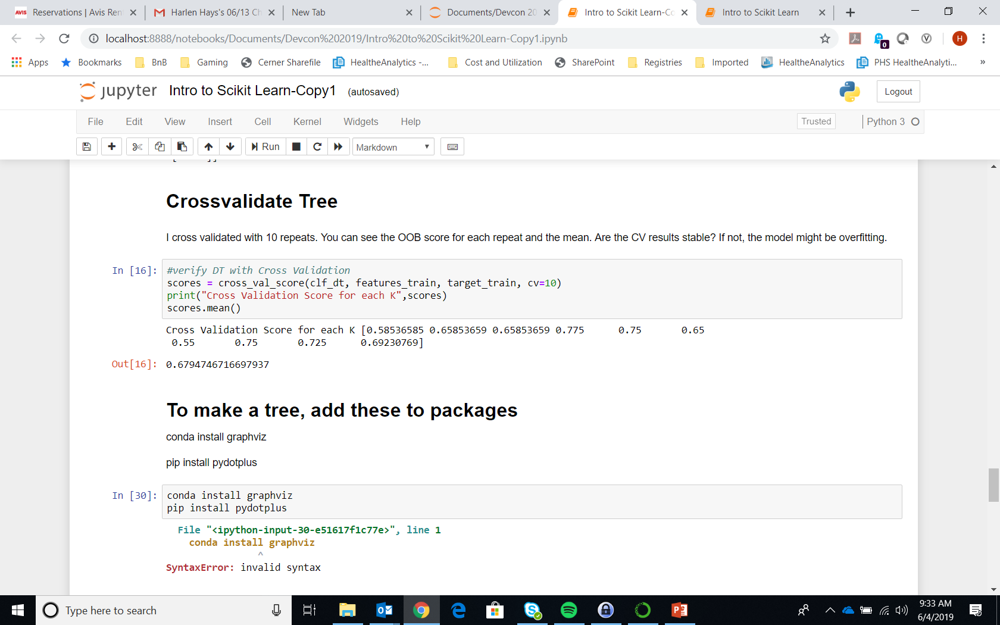 Reservations | Avis Ren
Harlen Hays's 06/13 Ch
New Tab
Documents/Devcon 20
Intro to Scikit Learn-Co
Intro to Scikit Learn
localhost:8888/notebooks/Documents/Devcon%202019/Intro%20to%20Scikit%20Learn-Copy1.ipynb
0
H
Apps Bookmarks BnB Gaming Cerner Sharefile HealtheAnalytics -... Cost and Utilization SharePoint Registries Imported HealtheAnalytics PHS HealtheAnalyti... »
jupyter Intro to Scikit Learn-Copy1 (autosaved) Logout
File Edit View Insert Cell Kernel Widgets Help Trusted Python 3
Run Markdown
Crossvalidate Tree
I cross validated with 10 repeats. You can see the OOB score for each repeat and the mean. Are the CV results stable? If not, the model might be overfitting.
In [16]: #verify DT with Cross Validation
scores = cross_val_score(clf_dt, features_train, target_train, cv=10)
print("Cross Validation Score for each K",scores)
scores.mean()
Cross Validation Score for each K [0.58536585 0.65853659 0.65853659 0.775 0.75 0.65
0.55 0.75 0.725 0.69230769]
Out[16]: 0.6794746716697937
To make a tree, add these to packages
conda install graphviz
pip install pydotplus
In [30]: conda install graphviz
pip install pydotplus
File "<ipython-input-30-e51617f1c77e>", line 1
conda install graphviz
^
SyntaxError: invalid syntax
Type here to search
9:33 AM
6/4/2019